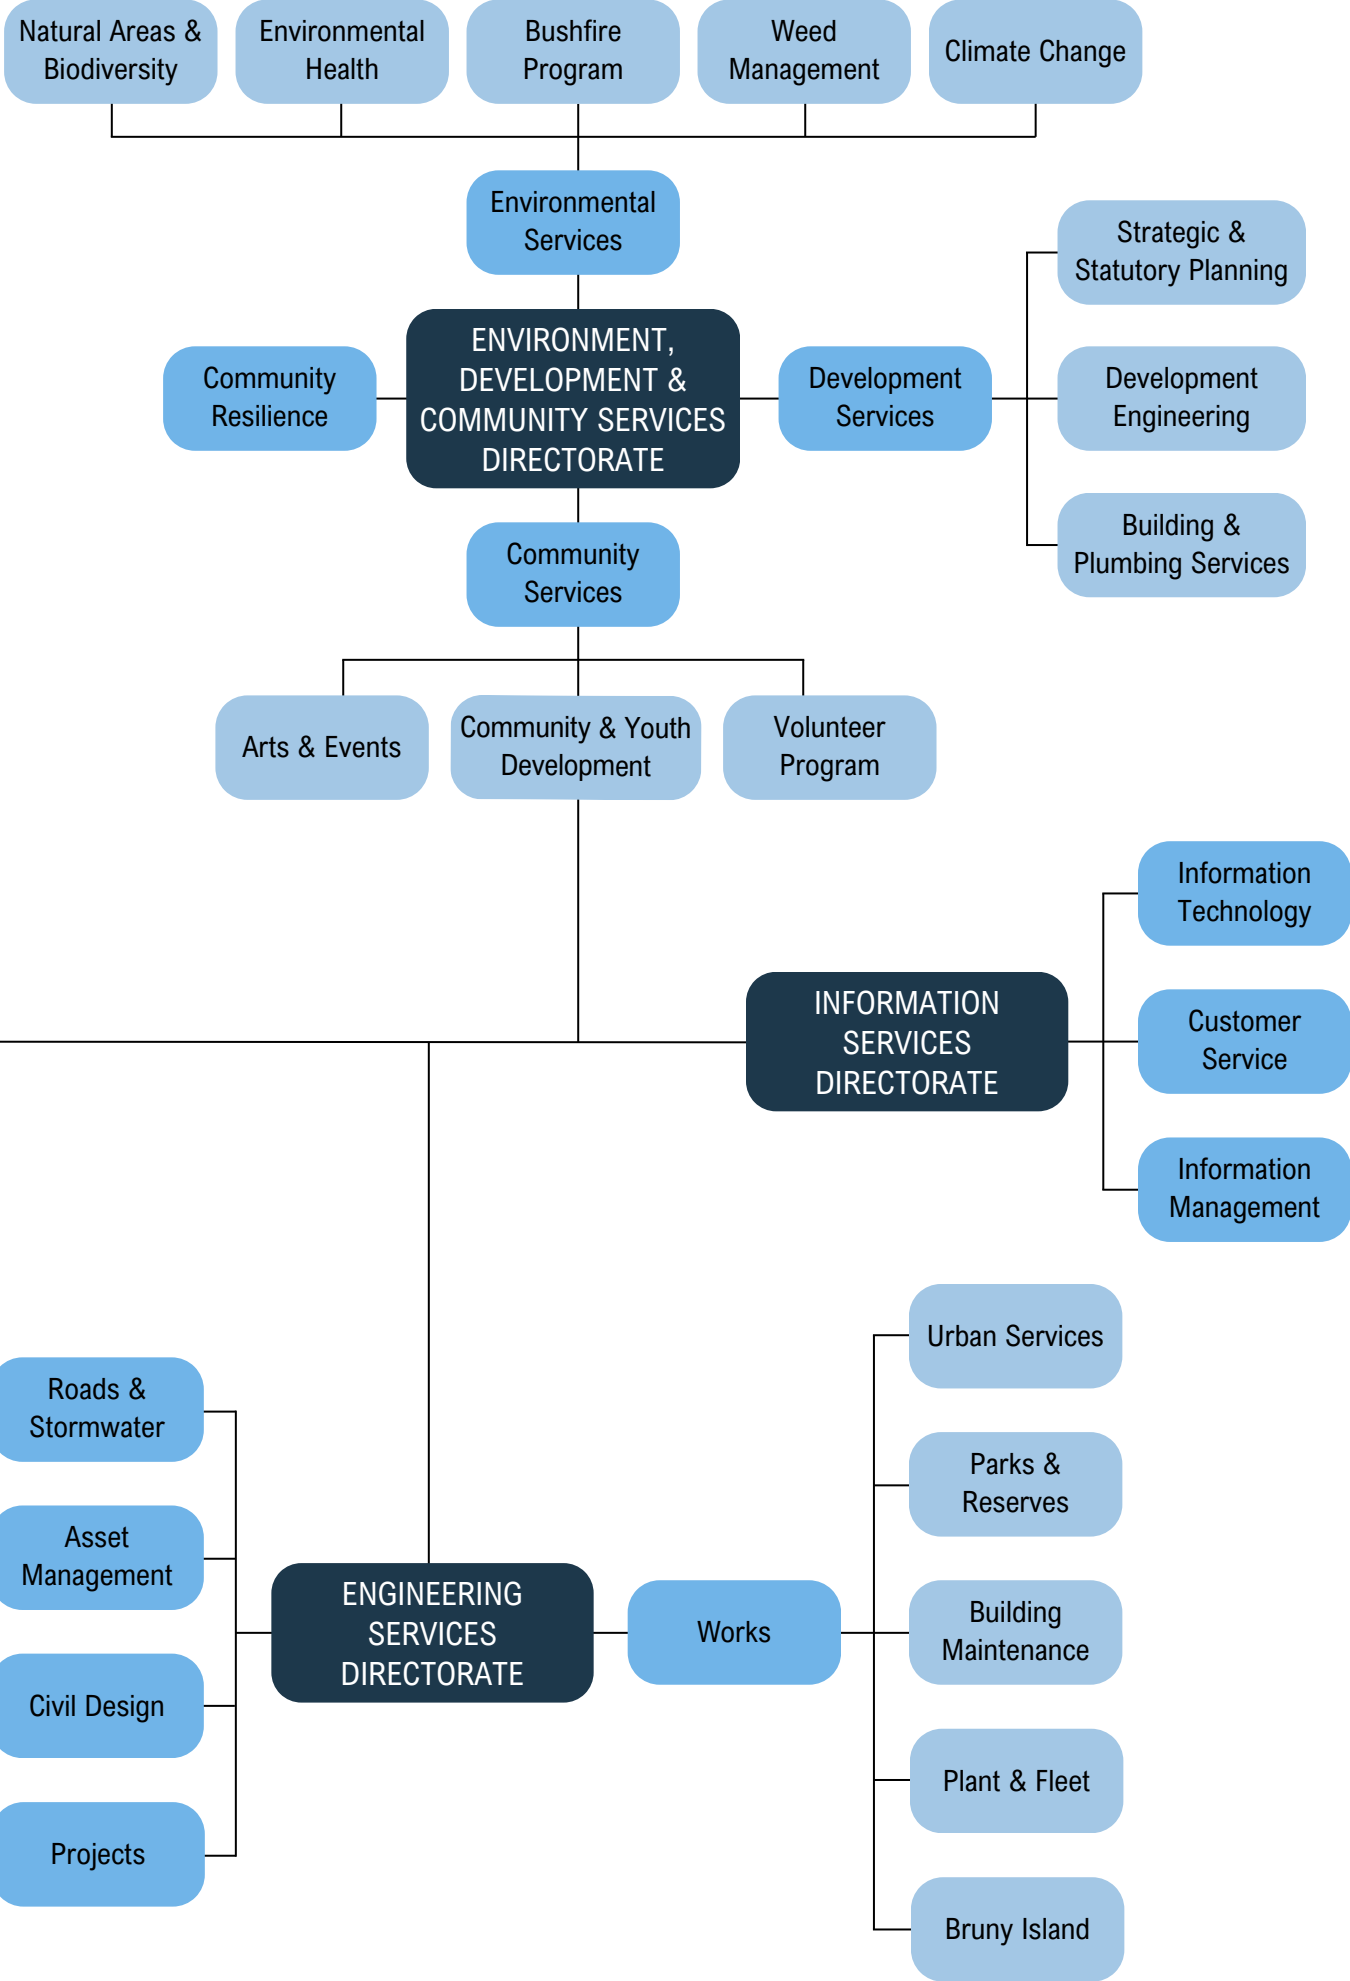 Natural Areas &
Biodiversity
Environmental
Health
Bushfire
Program
Weed
Management
Climate Change
Environmental
Services
Strategic &
Statutory Planning
Community
Resilience
ENVIRONMENT,
DEVELOPMENT &
COMMUNITY SERVICES
DIRECTORATE
Development
Services
Development
Engineering
Building &
Plumbing Services
Community
Services
Arts & Events
Community & Youth
Development
Volunteer
Program
Information
Technology
INFORMATION
SERVICES
DIRECTORATE
Customer
Service
Information
Management
Urban Services
Roads &
Stormwater
Parks &
Reserves
Asset
Management
ENGINEERING
SERVICES
DIRECTORATE
Works
Building
Maintenance
Civil Design
Plant & Fleet
Projects
Bruny Island